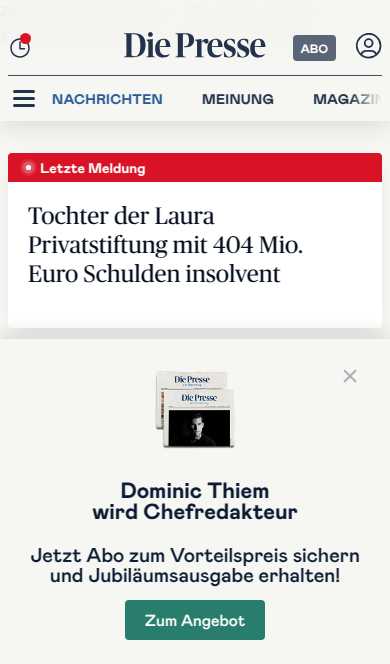 Die Presse
ABO
NACHRICHTEN MEINUNG MAGAZIN
Letzte Meldung
Tochter der Laura
Privatstiftung mit 404 Mio.
Euro Schulden insolvent
Die Presse
Die Presse
Dominic Thiem
wird Chefredakteur
Jetzt Abo zum Vorteilspreis sichern
und Jubiläumsausgabe erhalten!
Zum Angebot